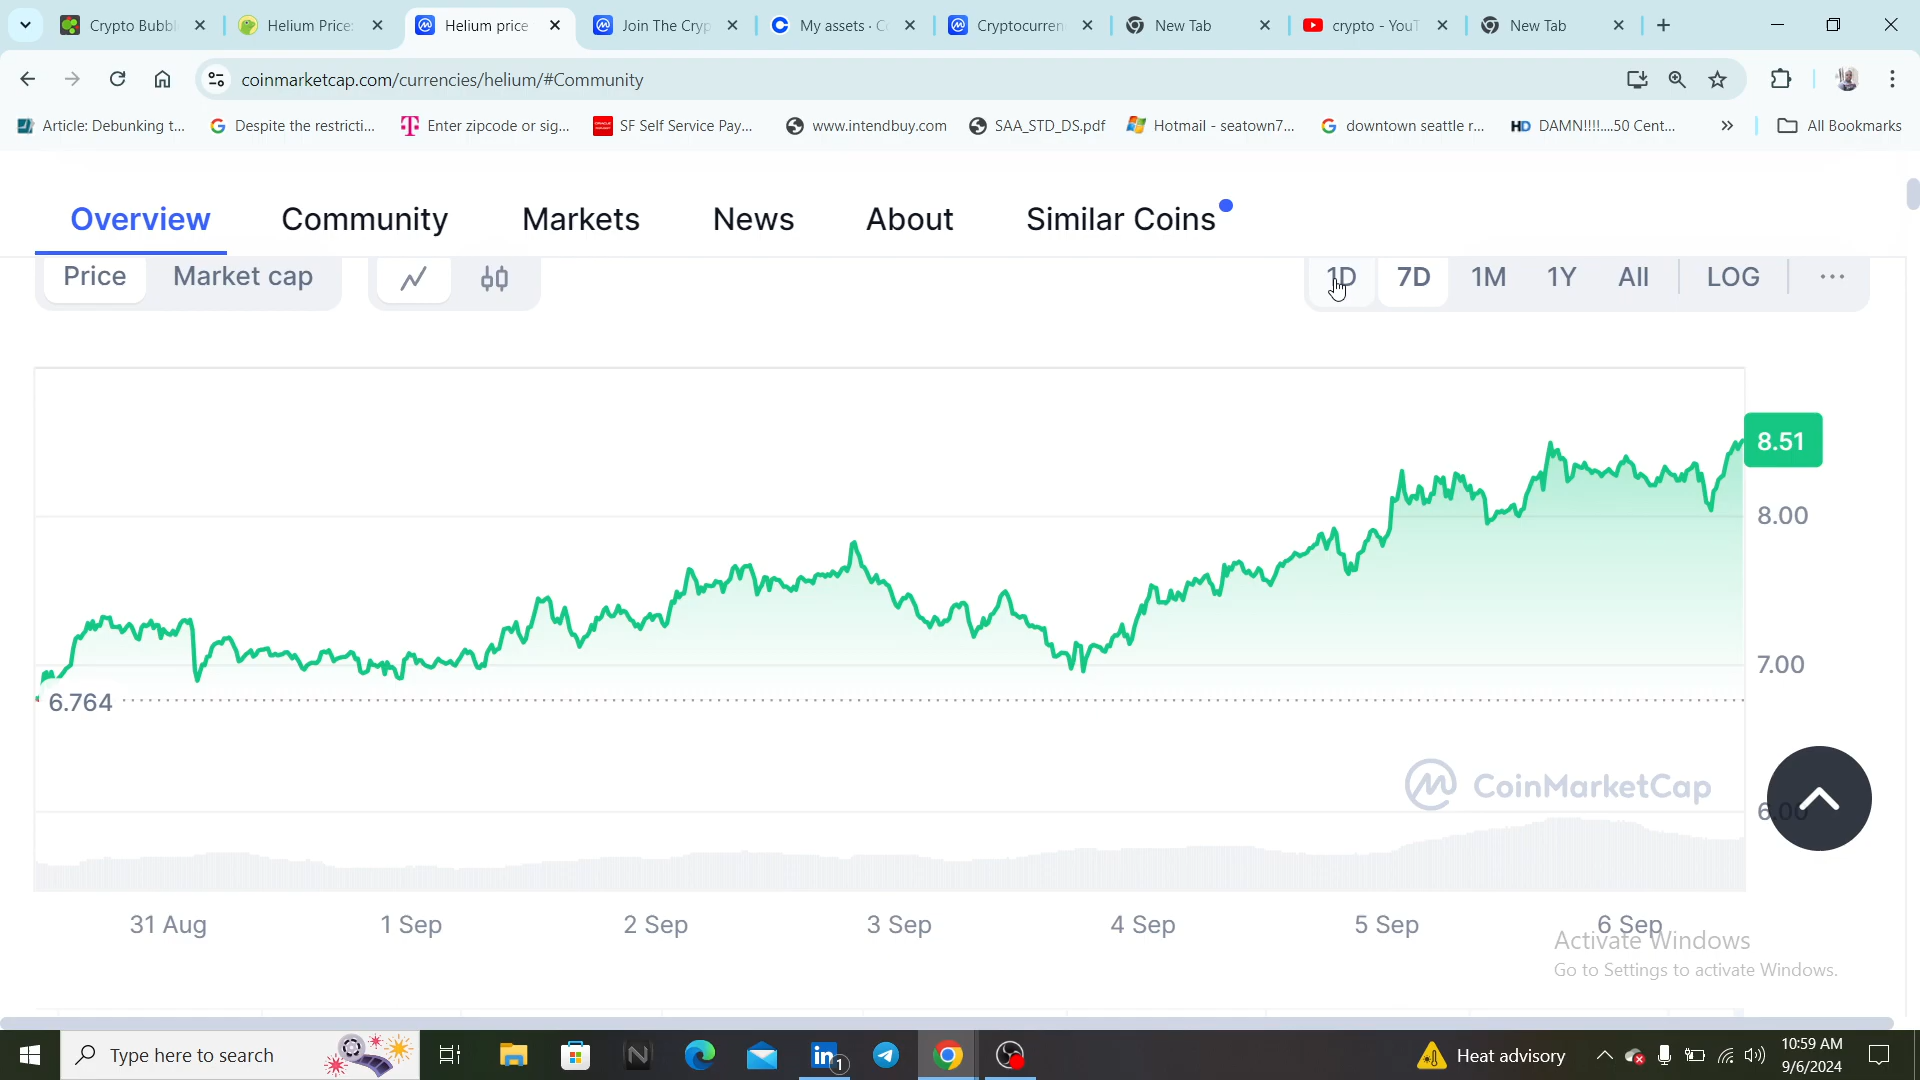 Crypto Bubbl
Helium Price:
Helium price
Join The Cryp
My assets · C
Cryptocurren
New Tab
crypto - YouT
New Tab
coinmarketcap.com/currencies/helium/#Community
Article: Debunking t...
Despite the restricti...
Enter zipcode or sig...
SF Self Service Pay...
www.intendbuy.com
SAA_STD_DS.pdf
Hotmail - seatown7...
downtown seattle r...
HD DAMN!!!!....50 Cent...
All Bookmarks
Overview
Community
Markets
News
About
Similar Coins
Price
Market cap
1D
7D
1M
1Y
All
LOG
8.51
8.00
7.00
6.764
CoinMarketCap
6.00
31 Aug
1 Sep
2 Sep
3 Sep
4 Sep
5 Sep
6 Sep
Activate Windows
Go to Settings to activate Windows.
Type here to search
1
Heat advisory
10:59 AM
9/6/2024